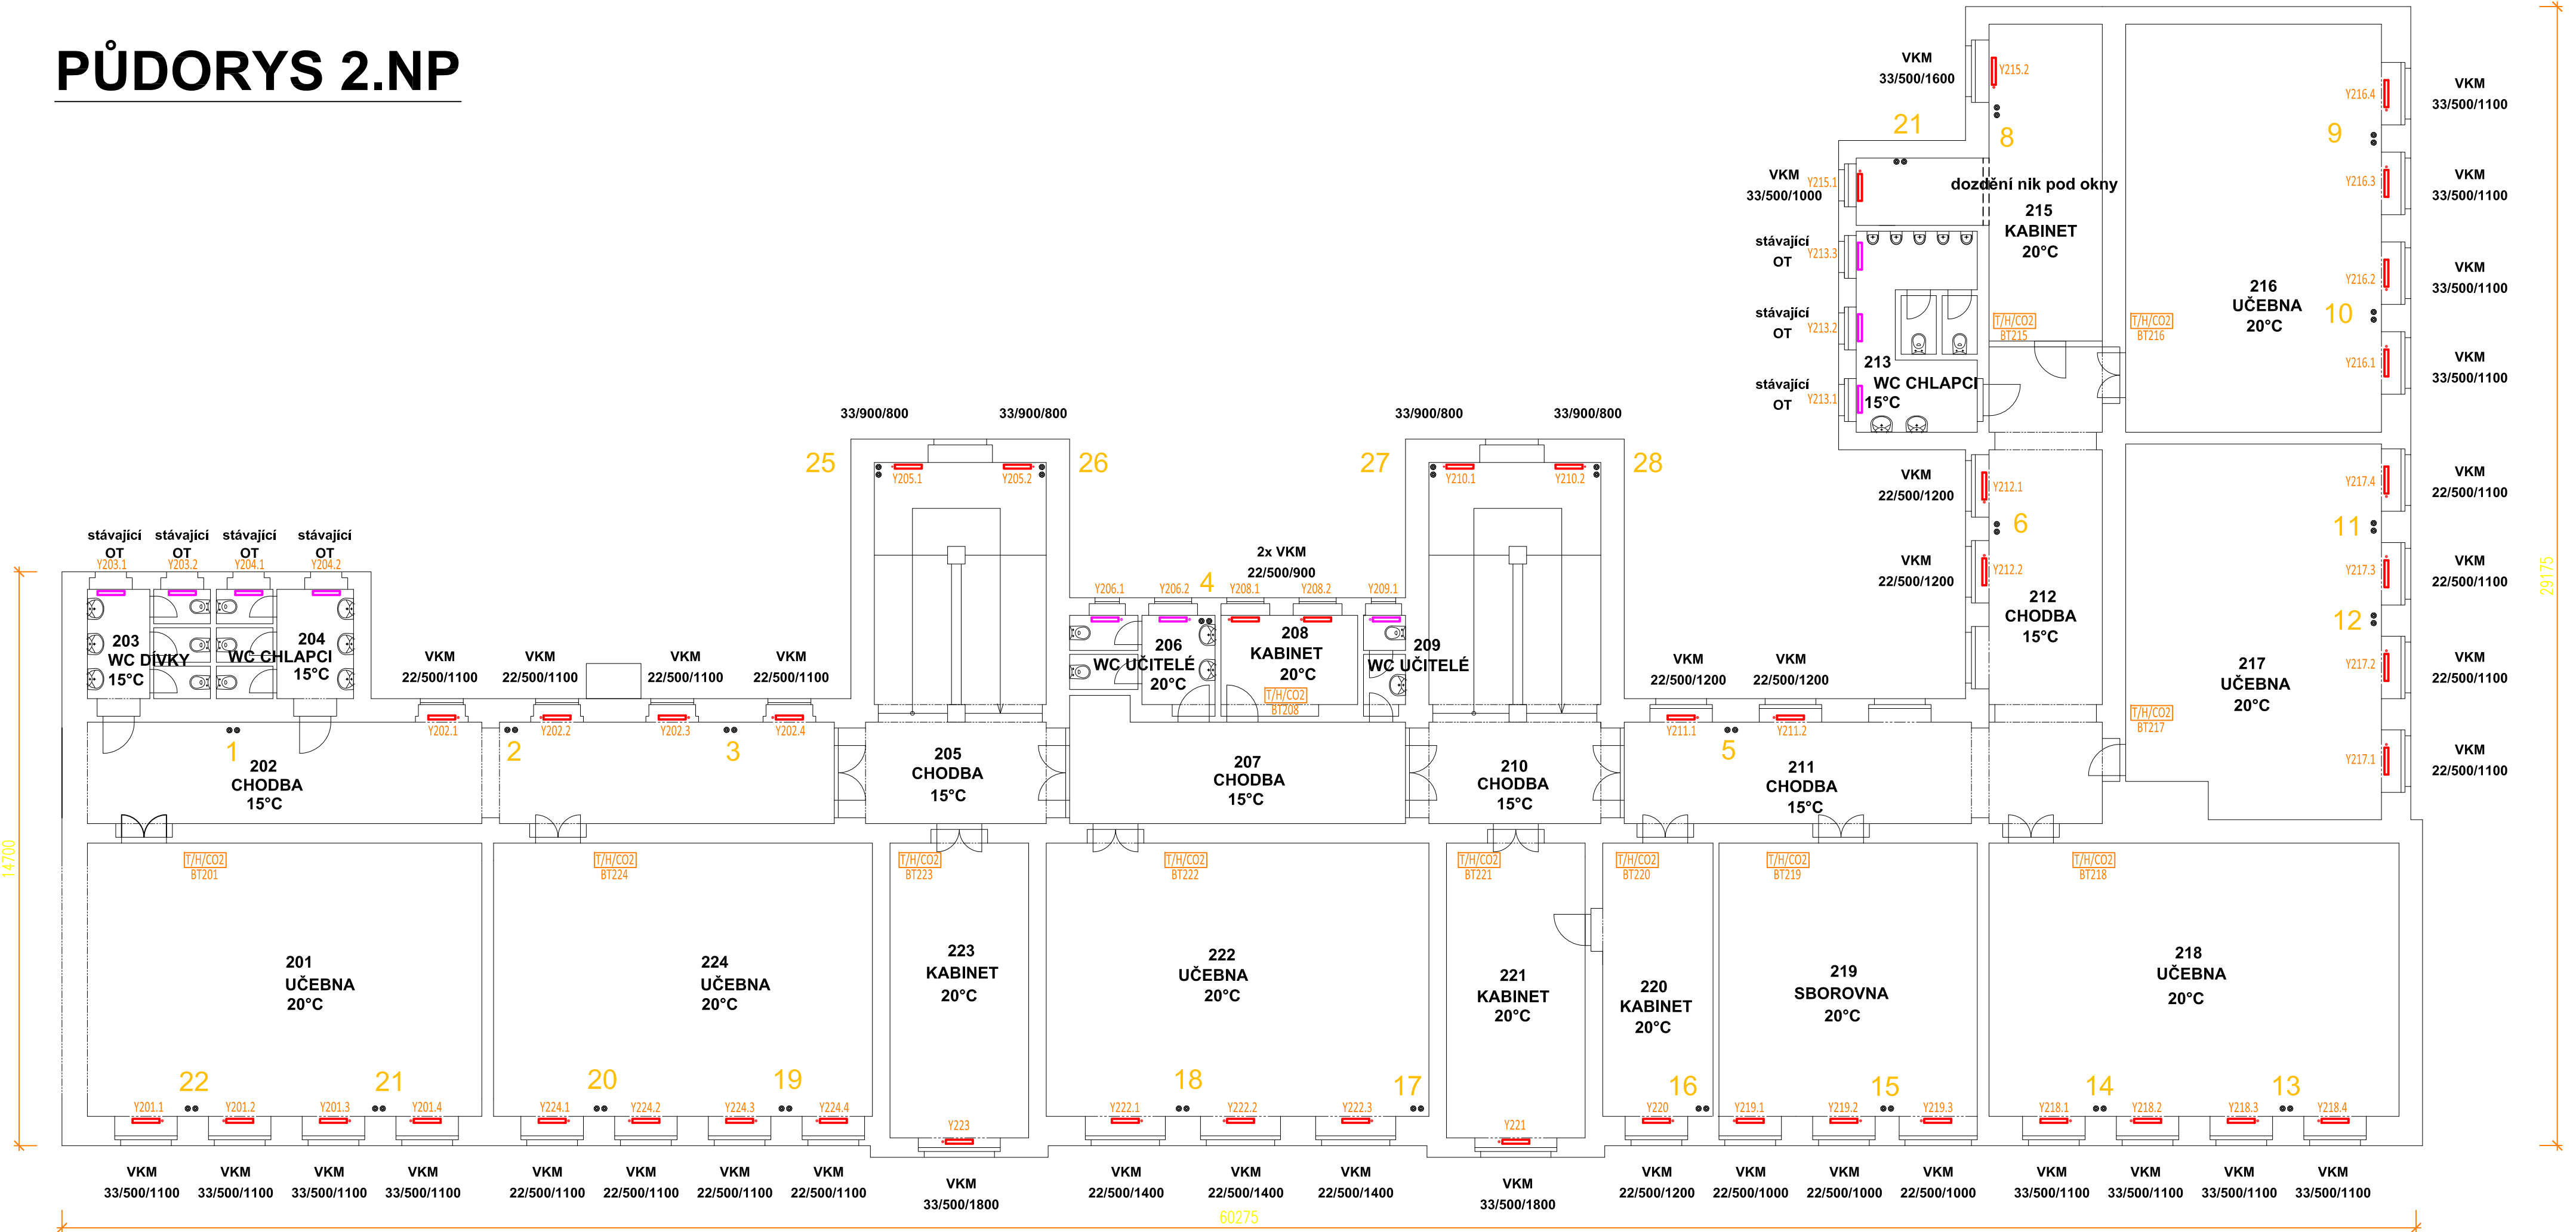 PŮDORYS 2.NP
VKM
33/500/1600
Y215.2
21
8
VKM
33/500/1000
Y215.1
dozdění nik pod okny
215
KABINET
20°C
T/H/CO2
BT215
stávající
OT
Y213.3
stávající
OT
Y213.2
stávající
OT
Y213.1
213
WC CHLAPCI
15°C
Y216.4
VKM
33/500/1100
9
Y216.3
VKM
33/500/1100
Y216.2
VKM
33/500/1100
216
UČEBNA
20°C
10
T/H/CO2
BT216
Y216.1
VKM
33/500/1100
29175
33/900/800
33/900/800
25
Y205.1
Y205.2
26
33/900/800
33/900/800
27
Y210.1
Y210.2
28
VKM
22/500/1200
Y212.1
6
VKM
22/500/1200
Y212.2
212
CHODBA
15°C
Y217.4
VKM
22/500/1100
11
Y217.3
VKM
22/500/1100
12
Y217.2
VKM
22/500/1100
217
UČEBNA
20°C
T/H/CO2
BT217
Y217.1
VKM
22/500/1100
stávající
OT
Y203.1
stávající
OT
Y203.2
stávající
OT
Y204.1
stávající
OT
Y204.2
203
WC DÍVKY
15°C
204
WC CHLAPCI
15°C
VKM
22/500/1100
VKM
22/500/1100
VKM
22/500/1100
VKM
22/500/1100
Y202.1
Y202.2
Y202.3
Y202.4
1
2
3
202
CHODBA
15°C
205
CHODBA
15°C
Y206.1
Y206.2
4
2x VKM
22/500/900
Y208.1
Y208.2
Y209.1
206
WC UČITELÉ
20°C
208
KABINET
20°C
T/H/CO2
BT208
209
WC UČITELÉ
207
CHODBA
15°C
210
CHODBA
15°C
VKM
22/500/1200
VKM
22/500/1200
Y211.1
Y211.2
5
211
CHODBA
15°C
14700
T/H/CO2
BT201
201
UČEBNA
20°C
22
21
Y201.1
Y201.2
Y201.3
Y201.4
T/H/CO2
BT224
224
UČEBNA
20°C
20
19
Y224.1
Y224.2
Y224.3
Y224.4
T/H/CO2
BT223
223
KABINET
20°C
Y223
T/H/CO2
BT222
222
UČEBNA
20°C
18
17
Y222.1
Y222.2
Y222.3
T/H/CO2
BT221
221
KABINET
20°C
Y221
T/H/CO2
BT220
220
KABINET
20°C
16
Y220
T/H/CO2
BT219
219
SBOROVNA
20°C
15
Y219.1
Y219.2
Y219.3
T/H/CO2
BT218
218
UČEBNA
20°C
14
13
Y218.1
Y218.2
Y218.3
Y218.4
VKM
33/500/1100
VKM
33/500/1100
VKM
33/500/1100
VKM
33/500/1100
VKM
22/500/1100
VKM
22/500/1100
VKM
22/500/1100
VKM
22/500/1100
VKM
33/500/1800
VKM
22/500/1400
VKM
22/500/1400
VKM
22/500/1400
VKM
33/500/1800
VKM
22/500/1200
VKM
22/500/1000
VKM
22/500/1000
VKM
22/500/1000
VKM
33/500/1100
VKM
33/500/1100
VKM
33/500/1100
VKM
33/500/1100
60275